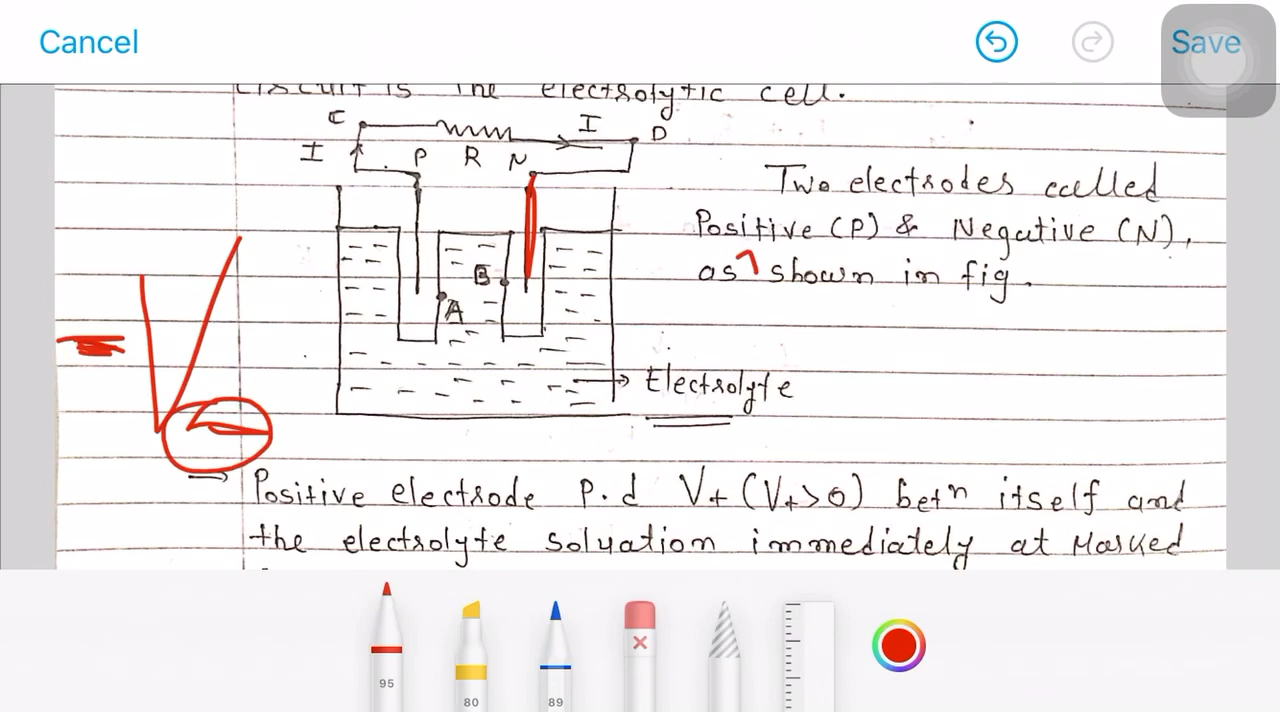 Cancel
Save
circuit is the electrolytic cell.
C
I
D
I
P
R
N
Two electrodes called
Positive (P) & Negative (N),
as shown in fig.
B
A
Electrolyte
→ Positive electrode P.d V+ (V+>0) betn itself and
the electrolyte soluation immediately at Marked
95
80
89